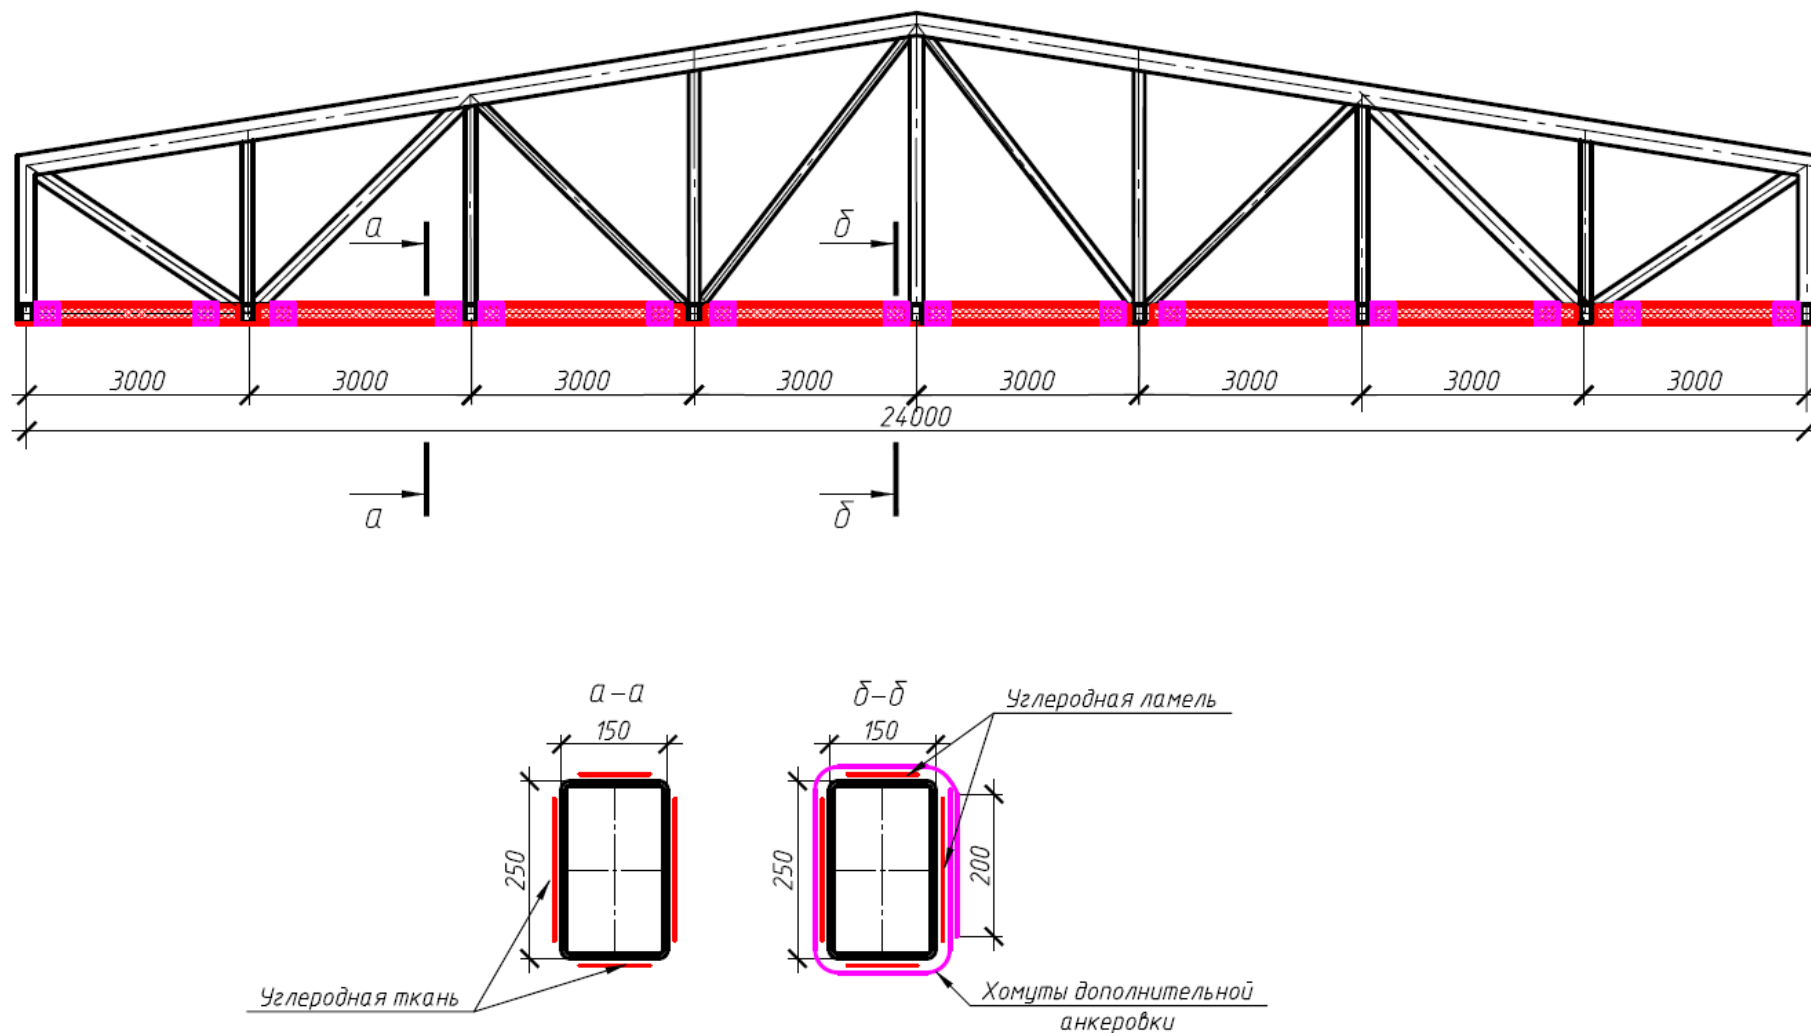 а
б
3000
3000
3000
3000
3000
3000
3000
3000
24000
а
б
а-а
б-б
Углеродная ламель
150
150
250
250
200
Углеродная ткань
Хомуты дополнительной
анкеровки